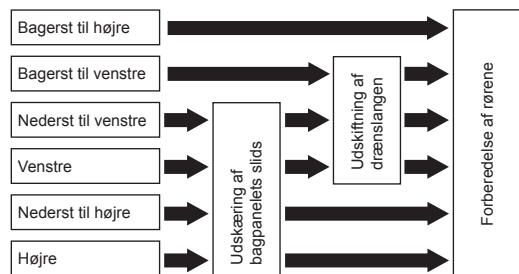 Bagerst til højre
Bagerst til venstre
Nederst til venstre
Venstre
Nederst til højre
Højre
Udskæring af
bagpanelets slids
Udskiftning af
drænslangen
Forberedelse af rørene